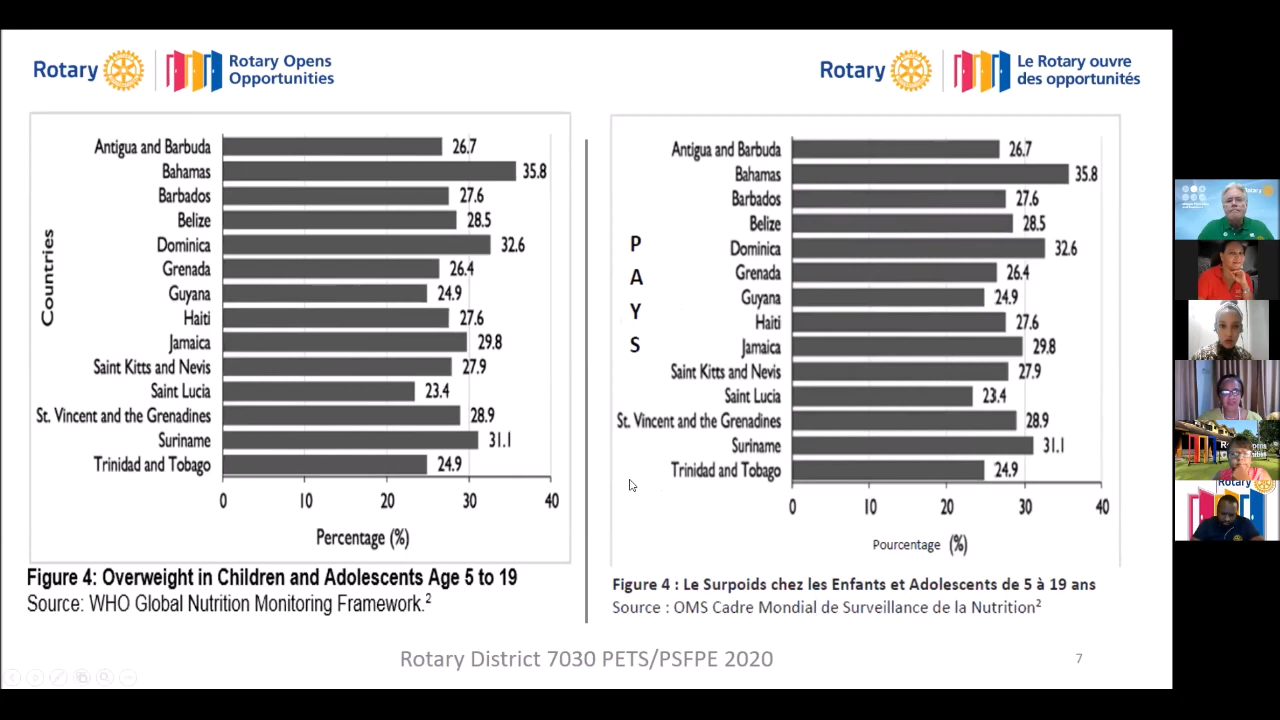 Rotary
Rotary Opens
Opportunities
Rotary
Le Rotary ouvre
des opportunités
Countries
Antigua and Barbuda 26.7
Bahamas 35.8
Barbados 27.6
Belize 28.5
Dominica 32.6
Grenada 26.4
Guyana 24.9
Haiti 27.6
Jamaica 29.8
Saint Kitts and Nevis 27.9
Saint Lucia 23.4
St. Vincent and the Grenadines 28.9
Suriname 31.1
Trinidad and Tobago 24.9
0 10 20 30 40
Percentage (%)
Figure 4: Overweight in Children and Adolescents Age 5 to 19
Source: WHO Global Nutrition Monitoring Framework.²
P
A
Y
S
Antigua and Barbuda 26.7
Bahamas 35.8
Barbados 27.6
Belize 28.5
Dominica 32.6
Grenada 26.4
Guyana 24.9
Haiti 27.6
Jamaica 29.8
Saint Kitts and Nevis 27.9
Saint Lucia 23.4
St. Vincent and the Grenadines 28.9
Suriname 31.1
Trinidad and Tobago 24.9
0 10 20 30 40
Pourcentage (%)
Figure 4 : Le Surpoids chez les Enfants et Adolescents de 5 à 19 ans
Source : OMS Cadre Mondial de Surveillance de la Nutrition²
Rotary District 7030 PETS/PSFPE 2020
7
Rotary
Rotary